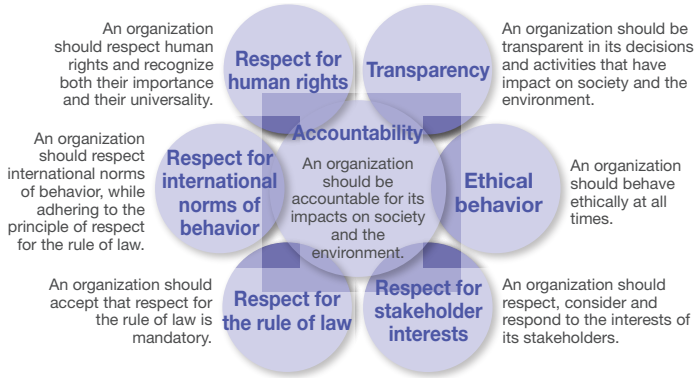 An organization
should respect human
rights and recognize
both their importance
and their universality.
Respect for
human rights
Transparency
An organization should be
transparent in its decisions
and activities that have
impact on society and the
environment.
An organization
should respect
international norms
of behavior, while
adhering to the
principle of respect
for the rule of law.
Respect for
international
norms of
behavior
Accountability
An organization
should be
accountable for its
impacts on society
and the
environment.
Ethical
behavior
An organization
should behave
ethically at all
times.
An organization should
accept that respect for
the rule of law is
mandatory.
Respect for
the rule of law
Respect for
stakeholder
interests
An organization should
respect, consider and
respond to the interests of
its stakeholders.